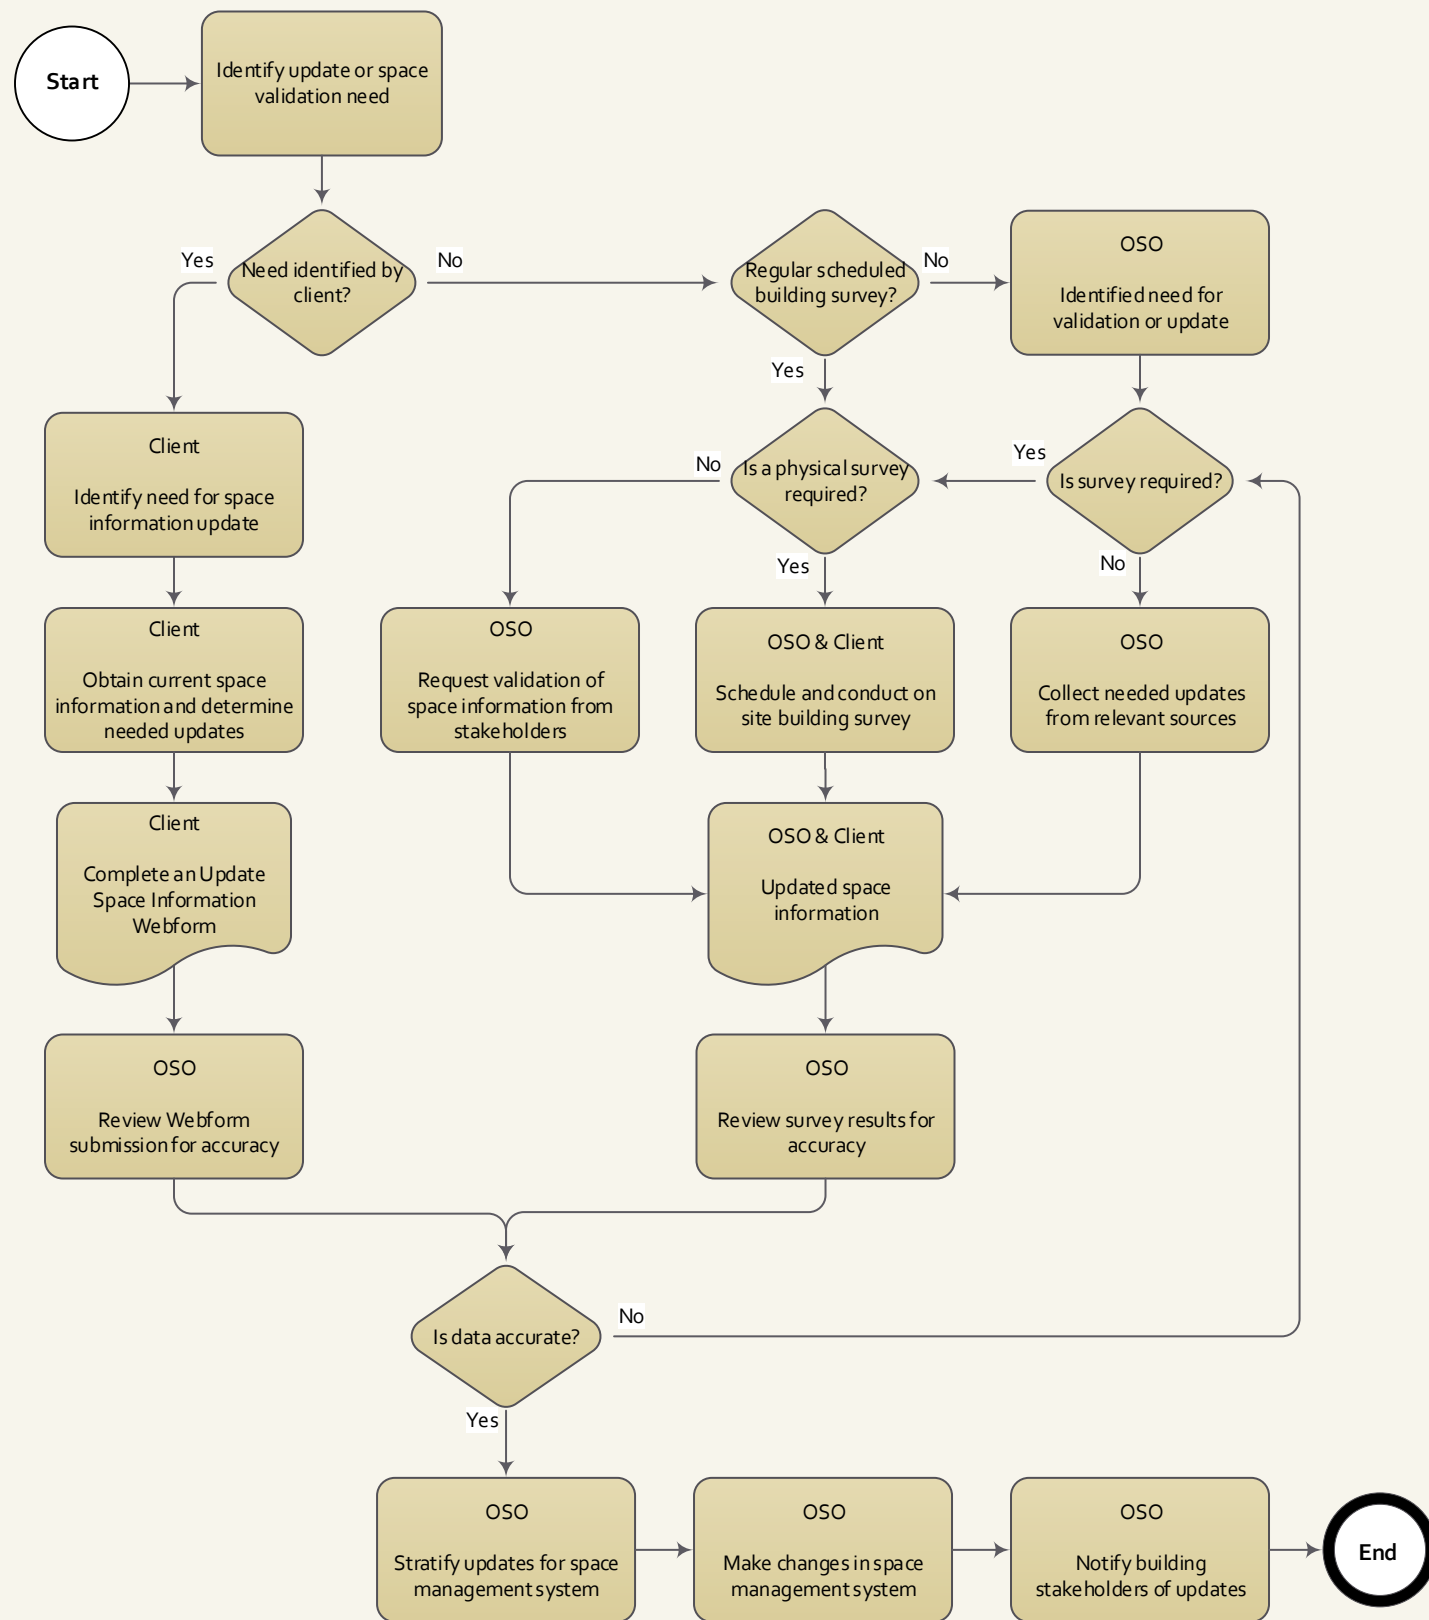 Start
Identify update or space
validation need
Yes
Need identified by
client?
No
Regular scheduled
building survey?
No
OSO
Identified need for
validation or update
Yes
Client
Identify need for space
information update
No
Is a physical survey
required?
Yes
Is survey required?
Yes
No
Client
Obtain current space
information and determine
needed updates
OSO
Request validation of
space information from
stakeholders
OSO & Client
Schedule and conduct on
site building survey
OSO
Collect needed updates
from relevant sources
Client
Complete an Update
Space Information
Webform
OSO & Client
Updated space
information
OSO
Review Webform
submission for accuracy
OSO
Review survey results for
accuracy
Is data accurate?
No
Yes
OSO
Stratify updates for space
management system
OSO
Make changes in space
management system
OSO
Notify building
stakeholders of updates
End